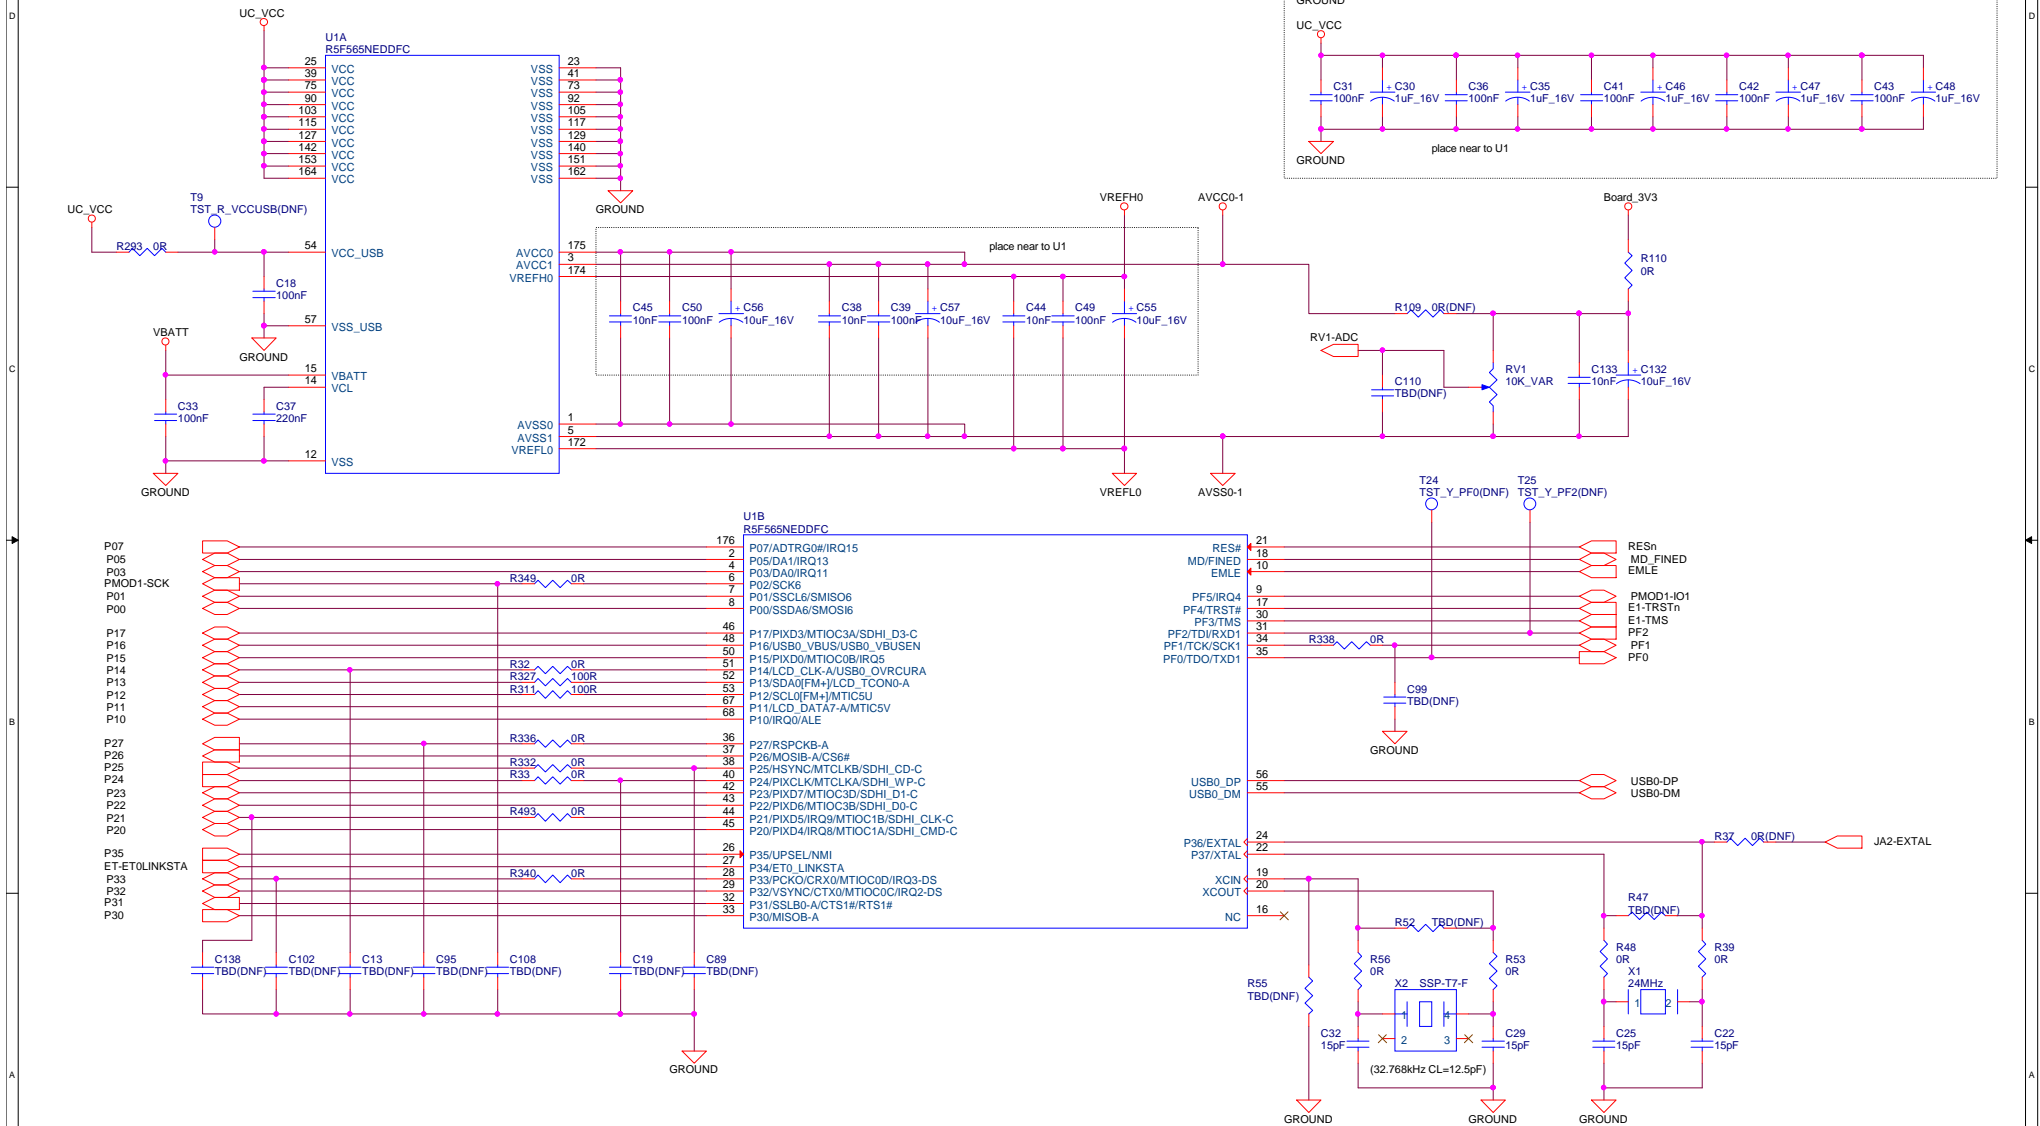 D
UC_VCC
U1A
R5F565NEDDFC
25 VCC VSS 23
39 VCC VSS 41
75 VCC VSS 73
90 VCC VSS 92
103 VCC VSS 105
115 VCC VSS 117
127 VCC VSS 129
142 VCC VSS 140
153 VCC VSS 151
164 VCC VSS 162
GROUND
GROUND
UC_VCC
C31 C30 C36 C35 C41 C46 C42 C47 C43 C48
100nF 1uF_16V 100nF 1uF_16V 100nF 1uF_16V 100nF 1uF_16V 100nF 1uF_16V
GROUND
place near to U1
D
UC_VCC
T9
TST_R_VCCUSB(DNF)
R293 0R
54 VCC_USB
C18
100nF
57 VSS_USB
GROUND
VBATT
15 VBATT
14 VCL
C33
100nF
C37
220nF
12 VSS
GROUND
AVCC0 175
AVCC1 3
VREFH0 174
place near to U1
VREFH0
AVCC0-1
C45 C50 C56 C38 C39 C57 C44 C49 C55
10nF 100nF 10uF_16V 10nF 100nF 10uF_16V 10nF 100nF 10uF_16V
AVSS0 1
AVSS1 5
VREFL0 172
VREFL0
AVSS0-1
Board_3V3
R110
0R
R109 0R(DNF)
RV1-ADC
C110
TBD(DNF)
RV1
10K_VAR
C133
10nF
C132
10uF_16V
C
C
T24
TST_Y_PF0(DNF)
T25
TST_Y_PF2(DNF)
U1B
R5F565NEDDFC
P07 176 P07/ADTRG0#/IRQ15
P05 2 P05/DA1/IRQ13
P03 4 P03/DA0/IRQ11
PMOD1-SCK R349 0R 6 P02/SCK6
P01 7 P01/SSCL6/SMISO6
P00 8 P00/SSDA6/SMOSI6
P17 46 P17/PIXD3/MTIOC3A/SDHI_D3-C
P16 48 P16/USB0_VBUS/USB0_VBUSEN
P15 50 P15/PIXD0/MTIOC0B/IRQ5
P14 R32 0R 51 P14/LCD_CLK-A/USB0_OVRCURA
P13 R327 100R 52 P13/SDA0[FM+]/LCD_TCON0-A
P12 R311 100R 53 P12/SCL0[FM+]/MTIC5U
P11 67 P11/LCD_DATA7-A/MTIC5V
P10 68 P10/IRQ0/ALE
P27 R336 0R 36 P27/RSPCKB-A
P26 37 P26/MOSIB-A/CS6#
P25 R332 0R 38 P25/HSYNC/MTCLKB/SDHI_CD-C
P24 R33 0R 40 P24/PIXCLK/MTCLKA/SDHI_WP-C
P23 42 P23/PIXD7/MTIOC3D/SDHI_D1-C
P22 43 P22/PIXD6/MTIOC3B/SDHI_D0-C
P21 R493 0R 44 P21/PIXD5/IRQ9/MTIOC1B/SDHI_CLK-C
P20 45 P20/PIXD4/IRQ8/MTIOC1A/SDHI_CMD-C
P35 26 P35/UPSEL/NMI
ET-ET0LINKSTA 27 P34/ET0_LINKSTA
P33 R340 0R 28 P33/PCKO/CRX0/MTIOC0D/IRQ3-DS
P32 29 P32/VSYNC/CTX0/MTIOC0C/IRQ2-DS
P31 32 P31/SSLB0-A/CTS1#/RTS1#
P30 33 P30/MISOB-A
RES# 21 RESn
MD/FINED 18 MD_FINED
EMLE 10 EMLE
PF5/IRQ4 9 PMOD1-IO1
PF4/TRST# 17 E1-TRSTn
PF3/TMS 30 E1-TMS
PF2/TDI/RXD1 31 PF2
PF1/TCK/SCK1 34 R338 0R PF1
PF0/TDO/TXD1 35 PF0
C99
TBD(DNF)
GROUND
B
B
USB0_DP 56 USB0-DP
USB0_DM 55 USB0-DM
P36/EXTAL 24 R37 0R(DNF) JA2-EXTAL
P37/XTAL 22
XCIN 19
XCOUT 20
NC 16
C138 C102 C13 C95 C108 C19 C89
TBD(DNF) TBD(DNF) TBD(DNF) TBD(DNF) TBD(DNF) TBD(DNF) TBD(DNF)
GROUND
R52 TBD(DNF)
R56
0R
R53
0R
R55
TBD(DNF)
X2 SSP-T7-F
1 4
2 3
C32
15pF
C29
15pF
(32.768kHz CL=12.5pF)
GROUND
GROUND
R47
TBD(DNF)
R48
0R
R39
0R
X1
24MHz
1 2
C25
15pF
C22
15pF
GROUND
A
A